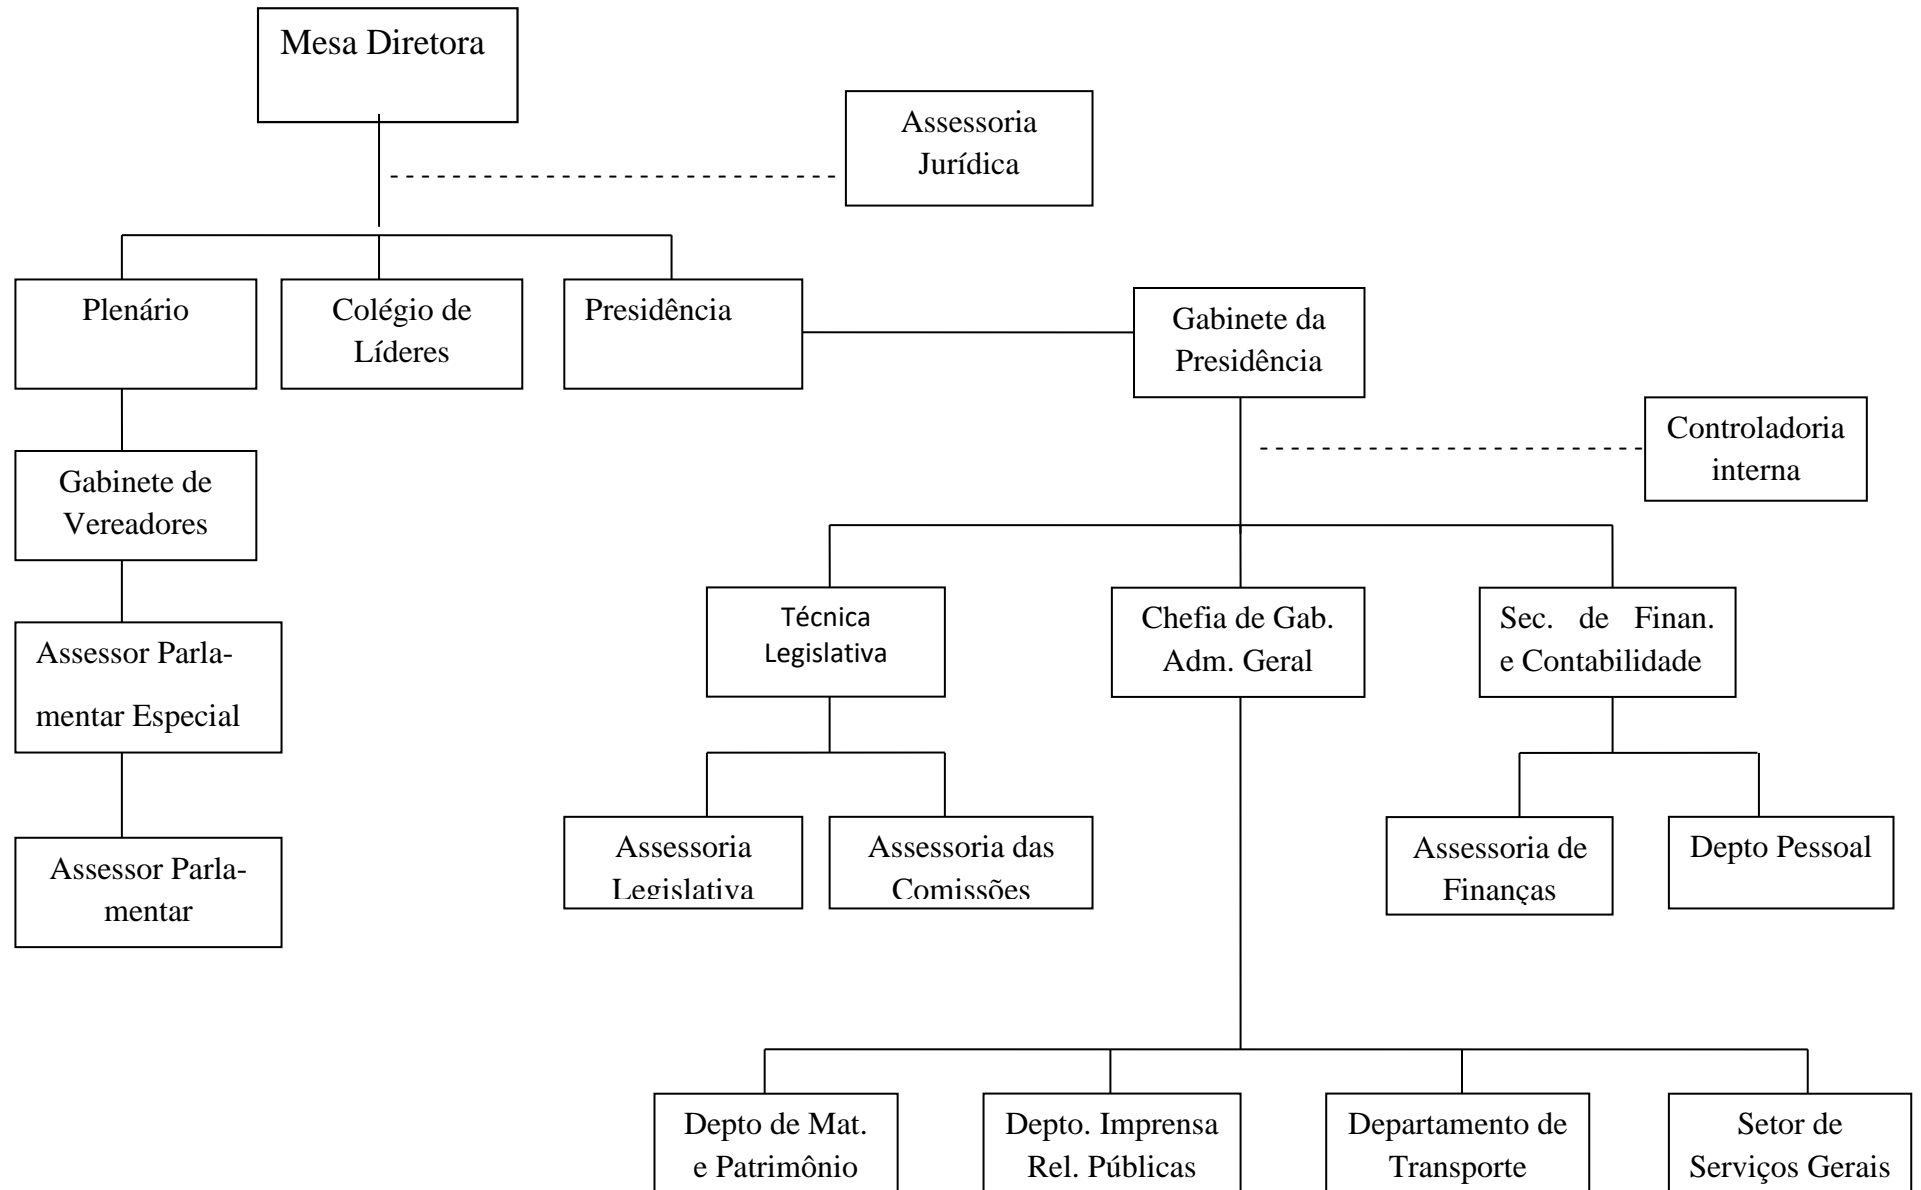 Mesa Diretora
Assessoria
Jurídica
Plenário
Colégio de
Líderes
Presidência
Gabinete da
Presidência
Controladoria
interna
Gabinete de
Vereadores
Técnica
Legislativa
Chefia de Gab.
Adm. Geral
Sec. de Finan.
e Contabilidade
Assessor Parla-
mentar Especial
Assessoria
Legislativa
Assessoria das
Comissões
Assessoria de
Finanças
Depto Pessoal
Assessor Parla-
mentar
Depto de Mat.
e Patrimônio
Depto. Imprensa
Rel. Públicas
Departamento de
Transporte
Setor de
Serviços Gerais